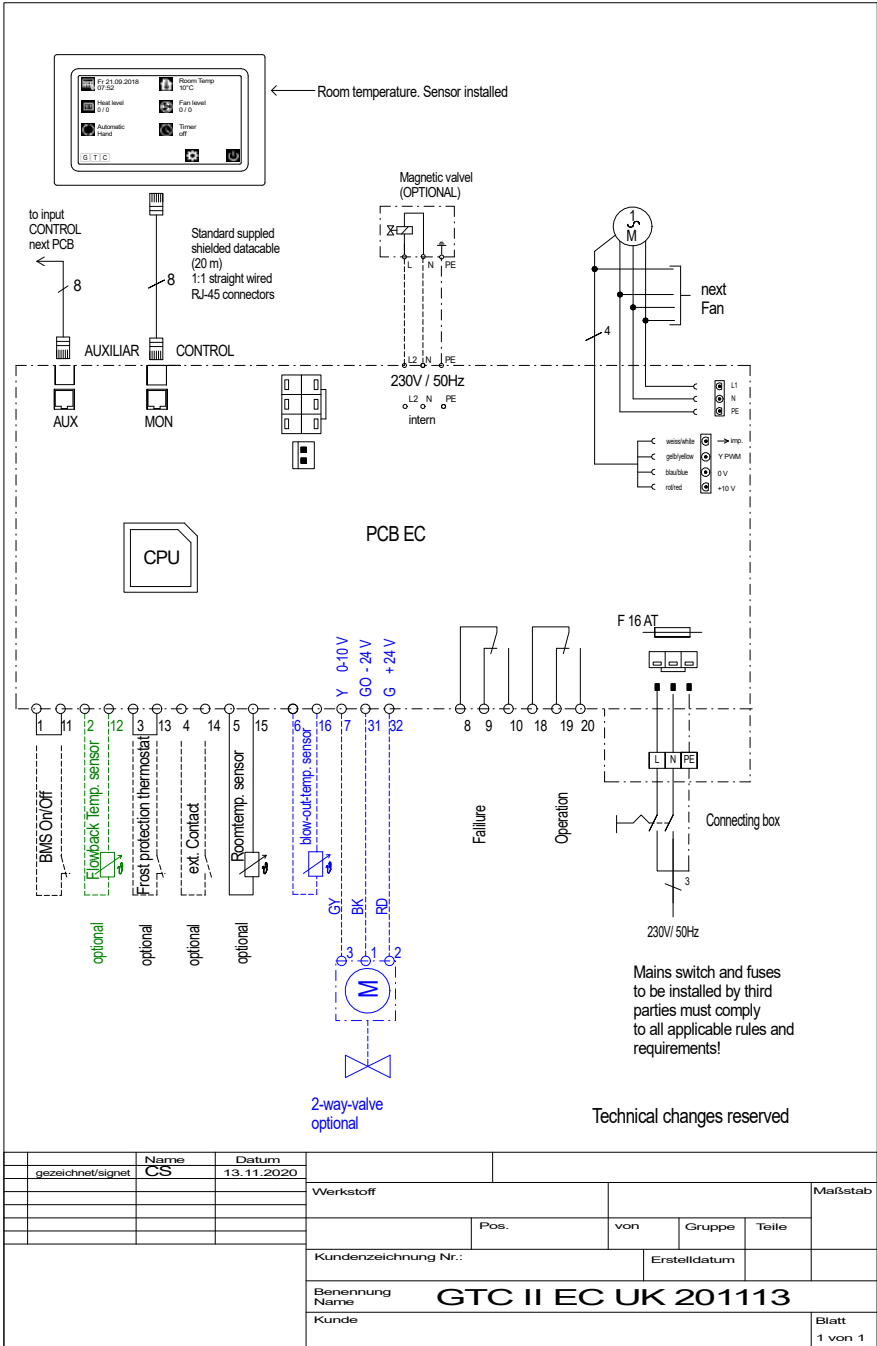 Fr 21.09.2018
07:52
Room Temp
10°C
Heat level
0 / 0
Fan level
0 / 0
Automatic
Hand
Timer
off
G T C
Room temperature. Sensor installed
to input
CONTROL
next PCB
8
8
Standard suppled
shielded datacable
(20 m)
1:1 straight wired
RJ-45 connectors
Magnetic valvel
(OPTIONAL)
L N PE
1
M
next
Fan
4
AUXILIAR
CONTROL
AUX
MON
L2 N PE
230V / 50Hz
L2 N PE
intern
L1
N
PE
weiss/white imp.
gelb/yellow Y PWM
blau/blue 0 V
rot/red +10 V
CPU
PCB EC
F 16 AT
Y 0-10 V
GO - 24 V
G + 24 V
1 11 2 12 3 13 4 14 5 15 6 16 7 31 32 8 9 10 18 19 20
BMS On/Off
Flowback Temp. sensor
optional
Frost protection thermostat
optional
ext. Contact
optional
Roomtemp. sensor
optional
blow-out-temp. sensor
GY
BK
RD
3 1 2
M
2-way-valve
optional
Faillure
Operation
L N PE
Connecting box
3
230V/ 50Hz
Mains switch and fuses
to be installed by third
parties must comply
to all applicable rules and
requirements!
Technical changes reserved
Name Datum
gezeichnet/signet CS 13.11.2020
Werkstoff
Maßstab
Pos. von Gruppe Teile
Kundenzeichnung Nr.:
Erstelldatum
Benennung
Name
GTC II EC UK 201113
Kunde
Blatt
1 von 1